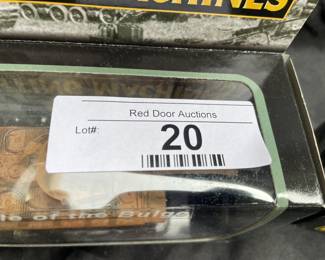 MACHINES
Red Door Auctions
Lot#: 20
of the Bulge